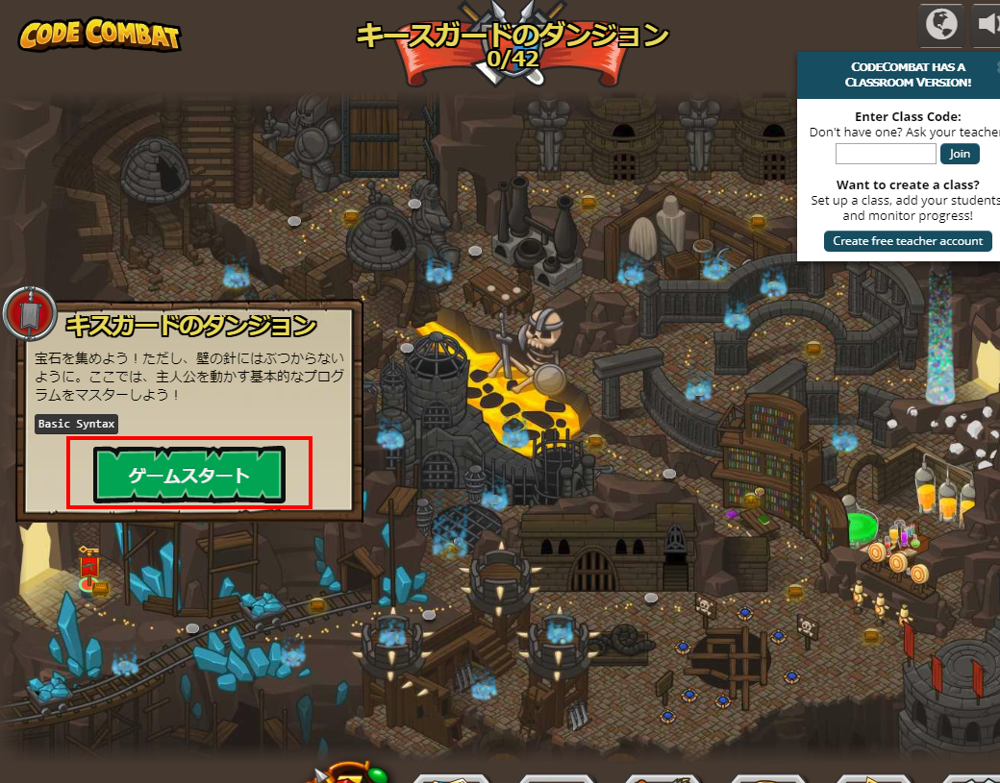 CODE COMBAT
キースガードのダンジョン
0/42
CODECOMBAT HAS A
CLASSROOM VERSION!
Enter Class Code:
Don't have one? Ask your teacher
Join
Want to create a class?
Set up a class, add your students
and monitor progress!
Create free teacher account
キスガードのダンジョン
宝石を集めよう！ただし、壁の針にはぶつからない
ように。ここでは、主人公を動かす基本的なプログ
ラムをマスターしよう！
Basic Syntax
ゲームスタート